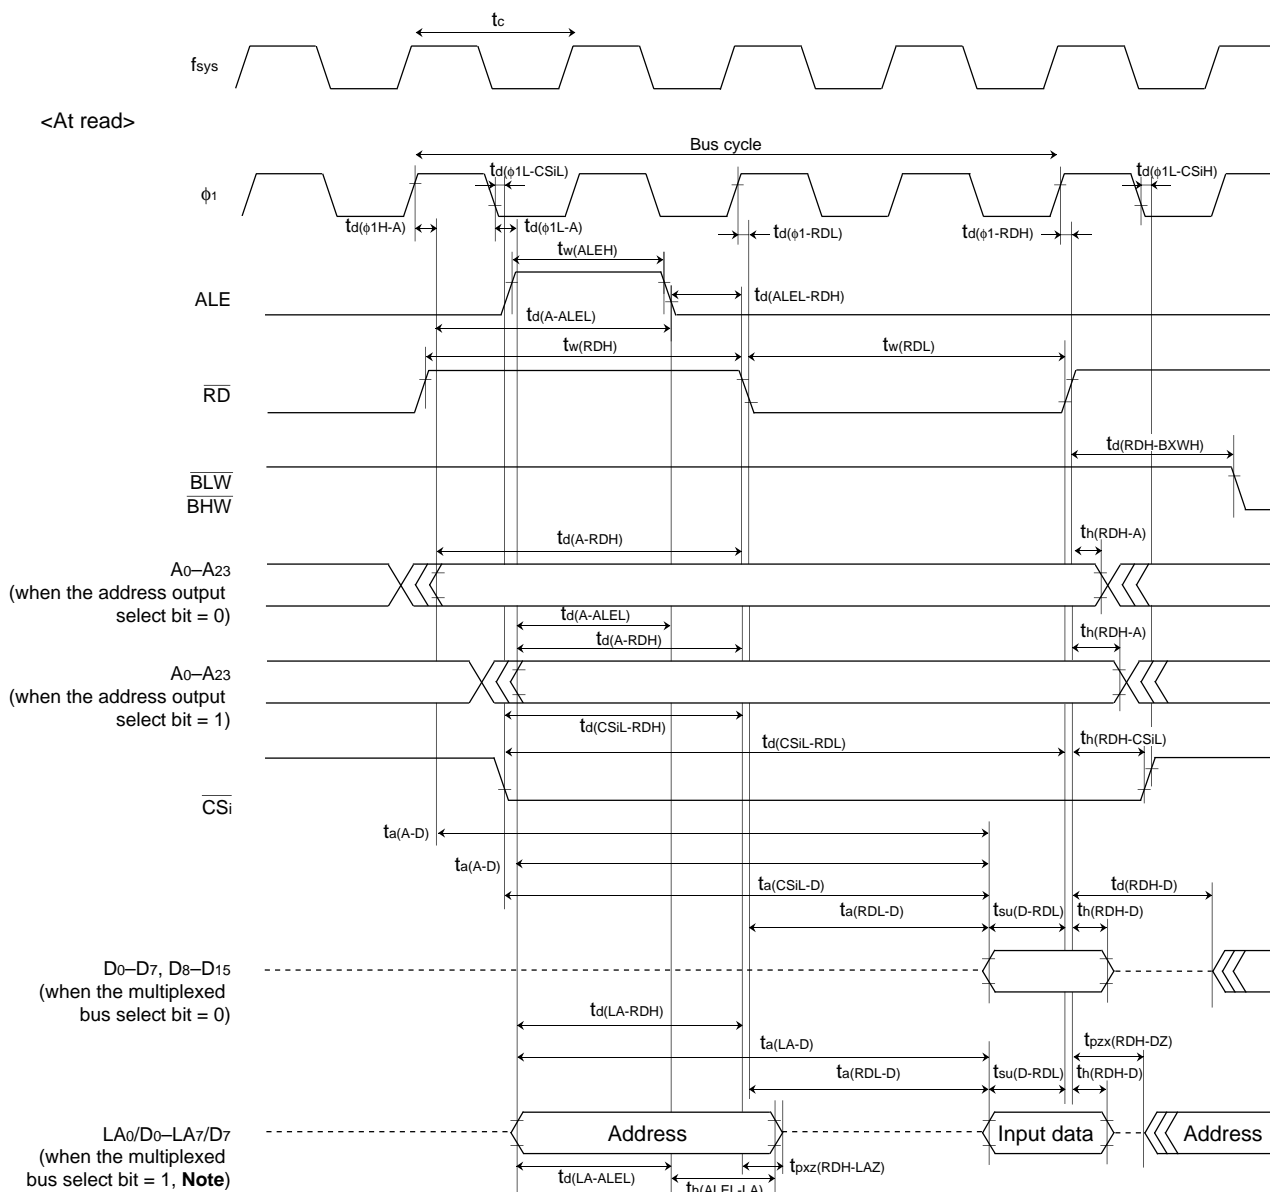 tc
fsys
<At read>
Bus cycle
td(ϕ1L-CSiL)
td(ϕ1L-CSiH)
ϕ1
td(ϕ1H-A)
td(ϕ1L-A)
td(ϕ1-RDL)
td(ϕ1-RDH)
tw(ALEH)
ALE
td(ALEL-RDH)
td(A-ALEL)
tw(RDH)
tw(RDL)
RD
td(RDH-BXWH)
BLW
BHW
td(A-RDH)
th(RDH-A)
A0–A23
(when the address output
select bit = 0)
td(A-ALEL)
td(A-RDH)
th(RDH-A)
A0–A23
(when the address output
select bit = 1)
td(CSiL-RDH)
td(CSiL-RDL)
th(RDH-CSiL)
CSi
ta(A-D)
ta(A-D)
ta(CSiL-D)
td(RDH-D)
ta(RDL-D)
tsu(D-RDL)
th(RDH-D)
D0–D7, D8–D15
(when the multiplexed
bus select bit = 0)
td(LA-RDH)
ta(LA-D)
tpzx(RDH-DZ)
ta(RDL-D)
tsu(D-RDL)
th(RDH-D)
LA0/D0–LA7/D7
(when the multiplexed
bus select bit = 1, Note)
Address
Input data
Address
tpxz(RDH-LAZ)
td(LA-ALEL)
th(ALEL-LA)